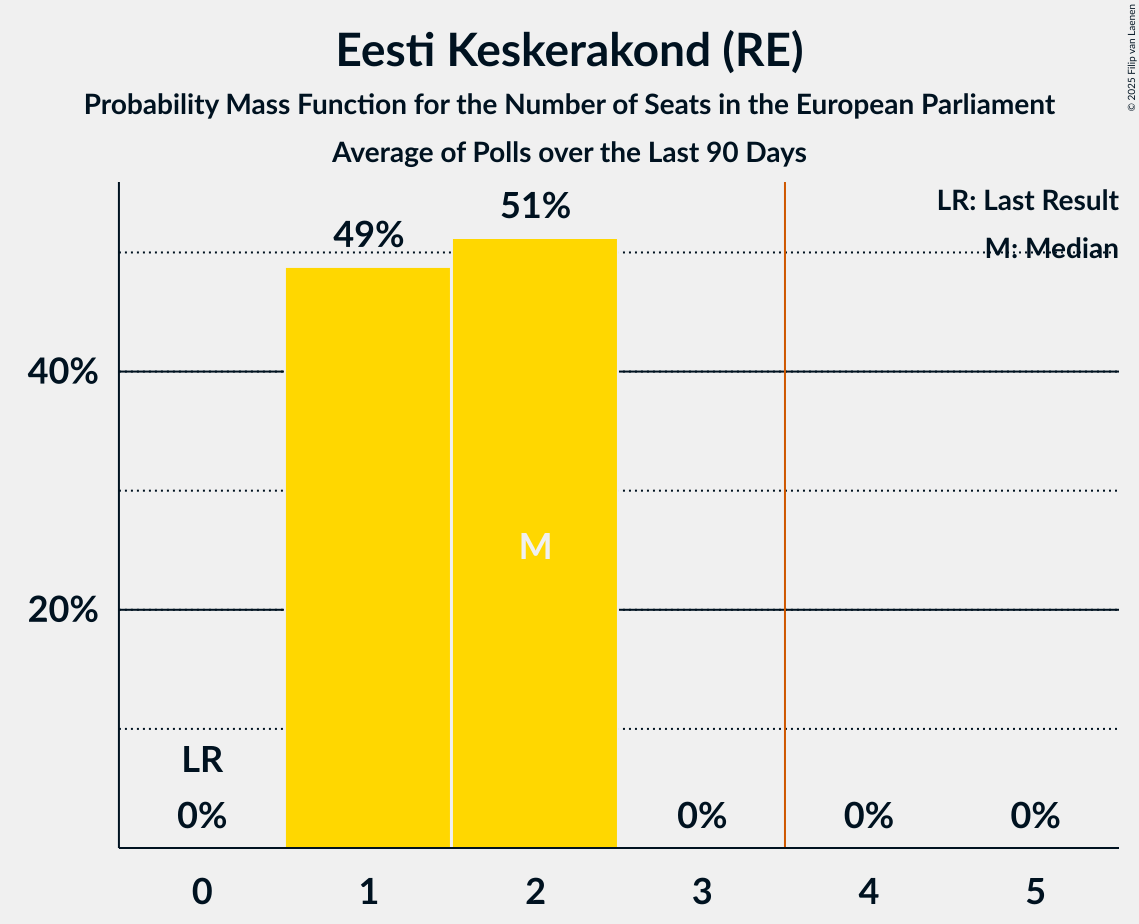 Eesti Keskerakond (RE)
Probability Mass Function for the Number of Seats in the European Parliament
Average of Polls over the Last 90 Days
© 2025 Filip van Laenen
LR: Last Result
M: Median
49%
51%
40%
20%
M
LR
0%
0%
0%
0%
0
1
2
3
4
5